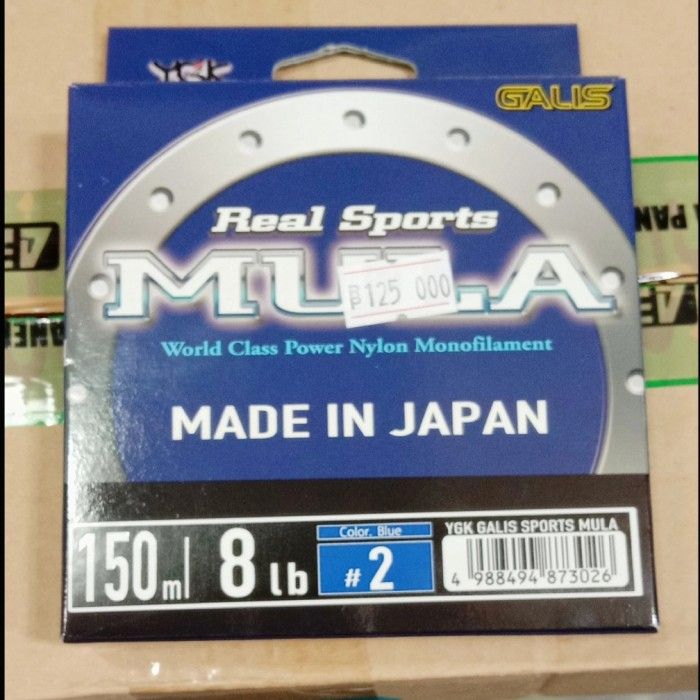 YGK
GALIS
Real Sports
MULA
125 000
World Class Power Nylon Monofilament
MADE IN JAPAN
150m
8 lb
Color. Blue
#2
YGK GALIS SPORTS MULA
4 988494 873026